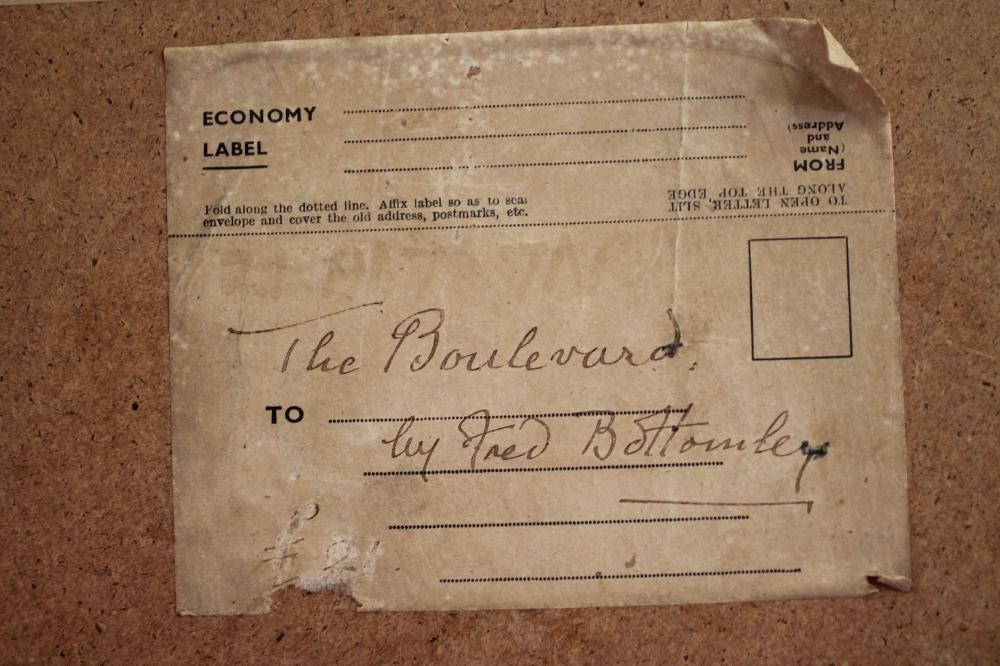 ECONOMY
LABEL
FROM
(Name
and
Address)
Fold along the dotted line. Affix label so as to seal
envelope and cover the old address, postmarks, etc.
TO OPEN LETTER, SLIT
ALONG THE TOP EDGE
The Boulevard.
TO
by Fred Bottomley
£